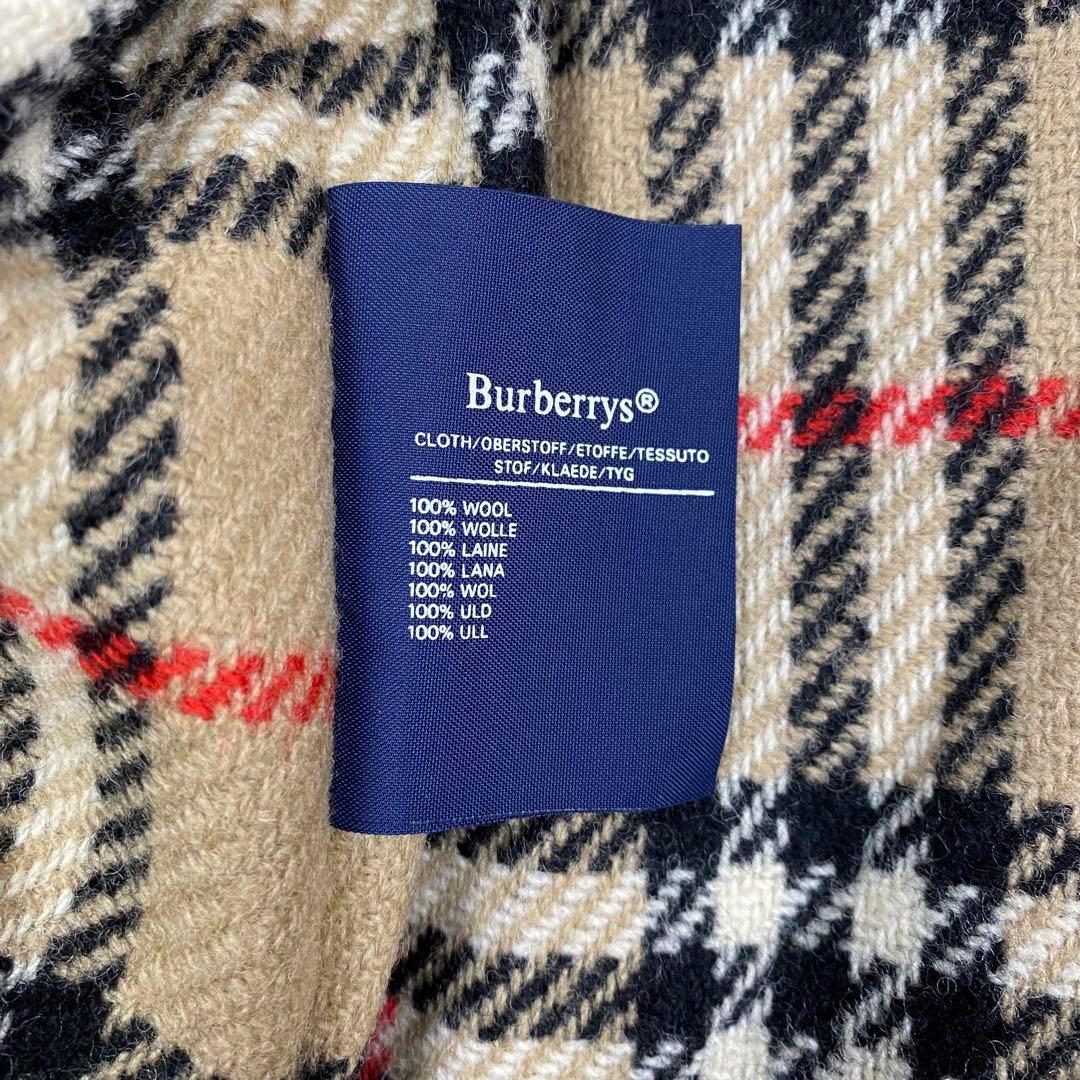 Burberrys®
CLOTH/OBERSTOFF/ETOFFE/TESSUTO
STOF/KLAEDE/TYG
100% WOOL
100% WOLLE
100% LAINE
100% LANA
100% WOL
100% ULD
100% ULL